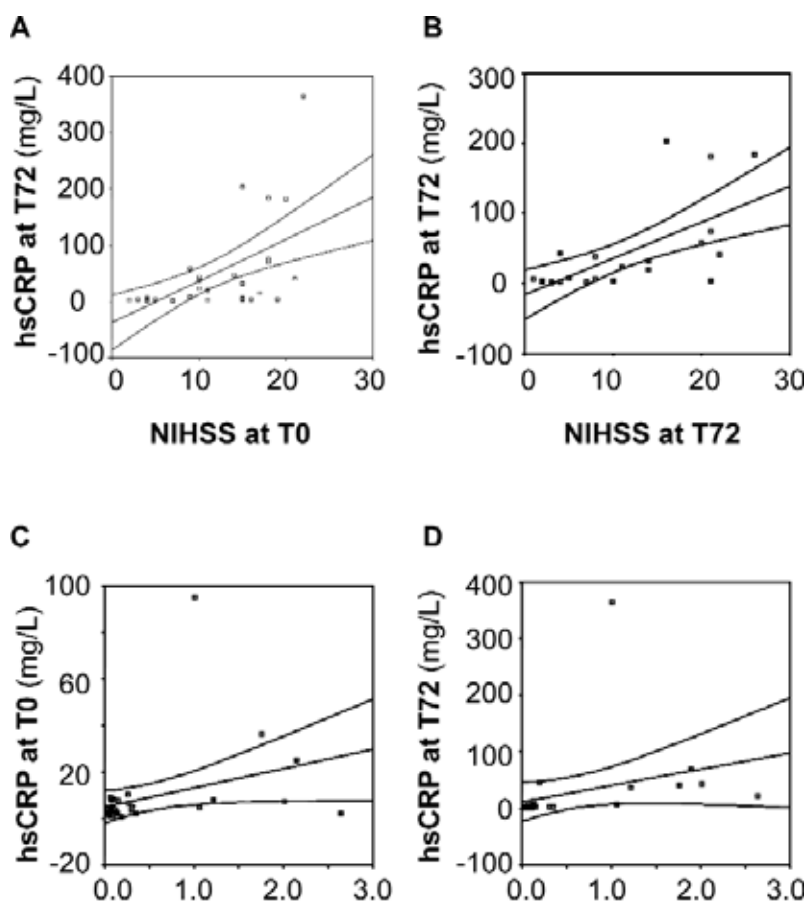 A
hsCRP at T72 (mg/L)
400
300
200
100
0
-100
0 10 20 30
NIHSS at T0
B
hsCRP at T72 (mg/L)
300
200
100
0
-100
0 10 20 30
NIHSS at T72
C
hsCRP at T0 (mg/L)
100
60
20
-20
0.0 1.0 2.0 3.0
D
hsCRP at T72 (mg/L)
400
300
200
100
0
-100
0.0 1.0 2.0 3.0